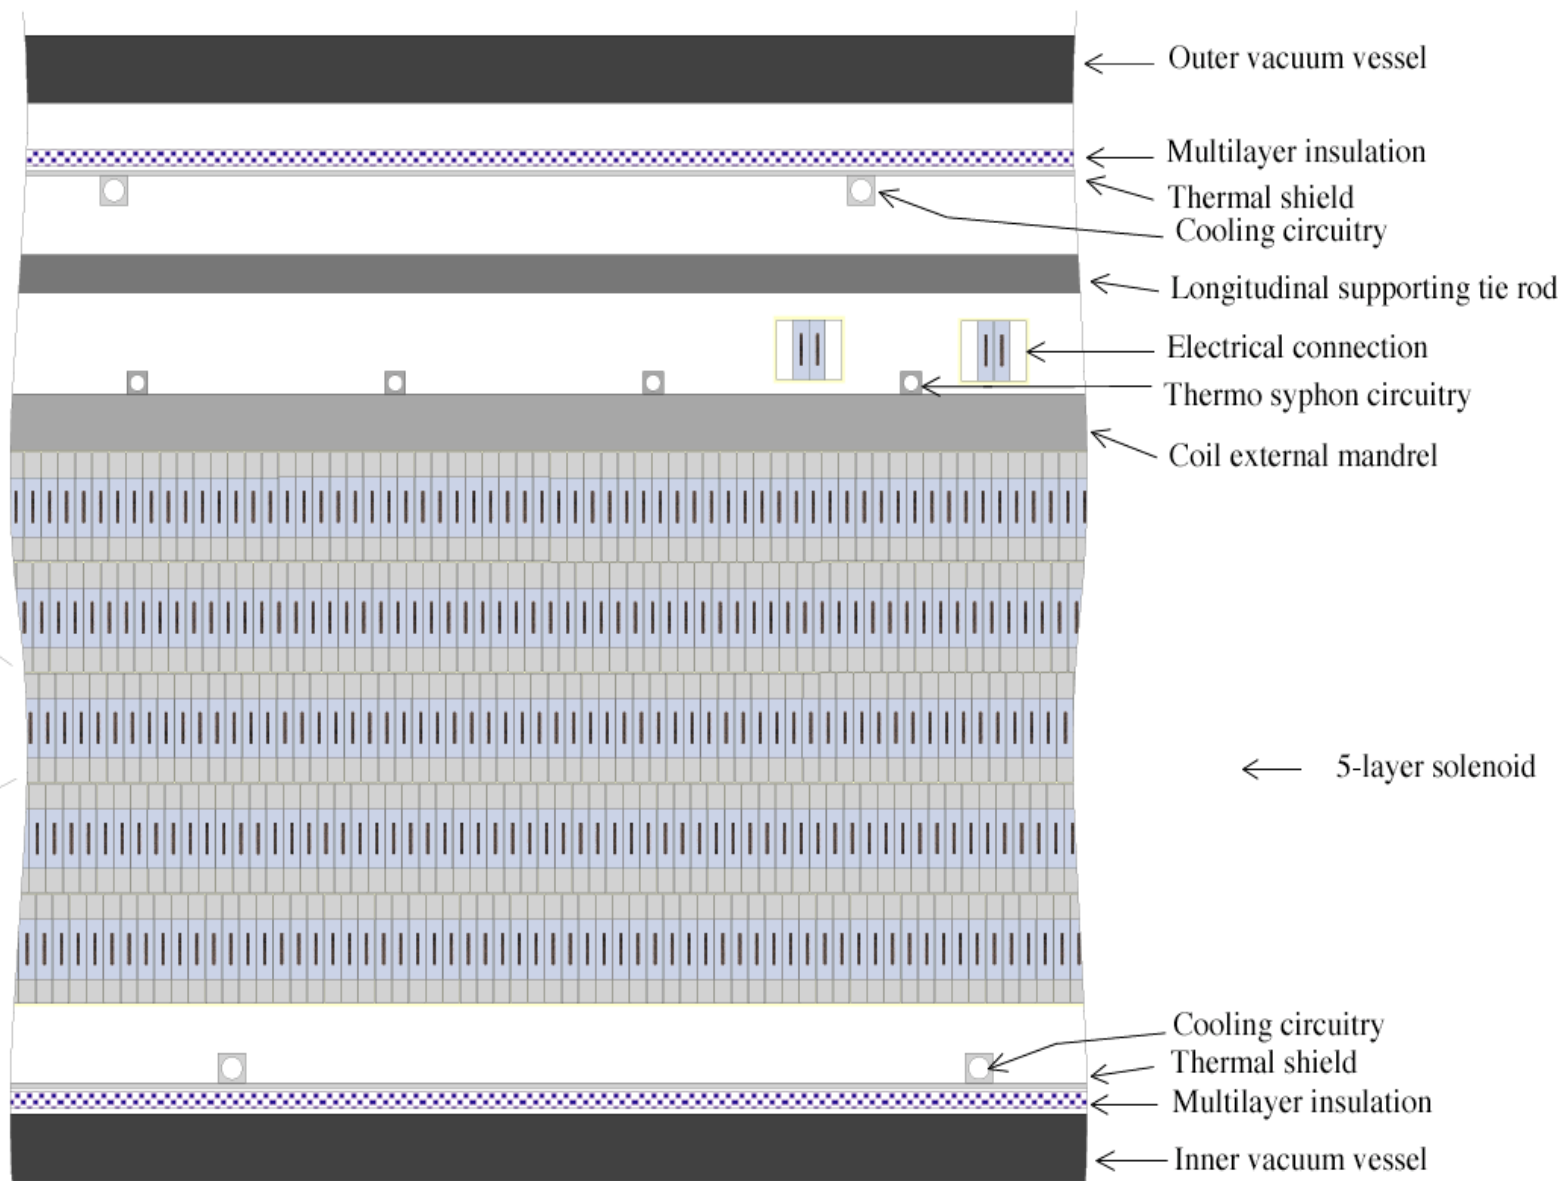 Outer vacuum vessel
Multilayer insulation
Thermal shield
Cooling circuitry
Longitudinal supporting tie rod
Electrical connection
Thermo syphon circuitry
Coil external mandrel
5-layer solenoid
Cooling circuitry
Thermal shield
Multilayer insulation
Inner vacuum vessel